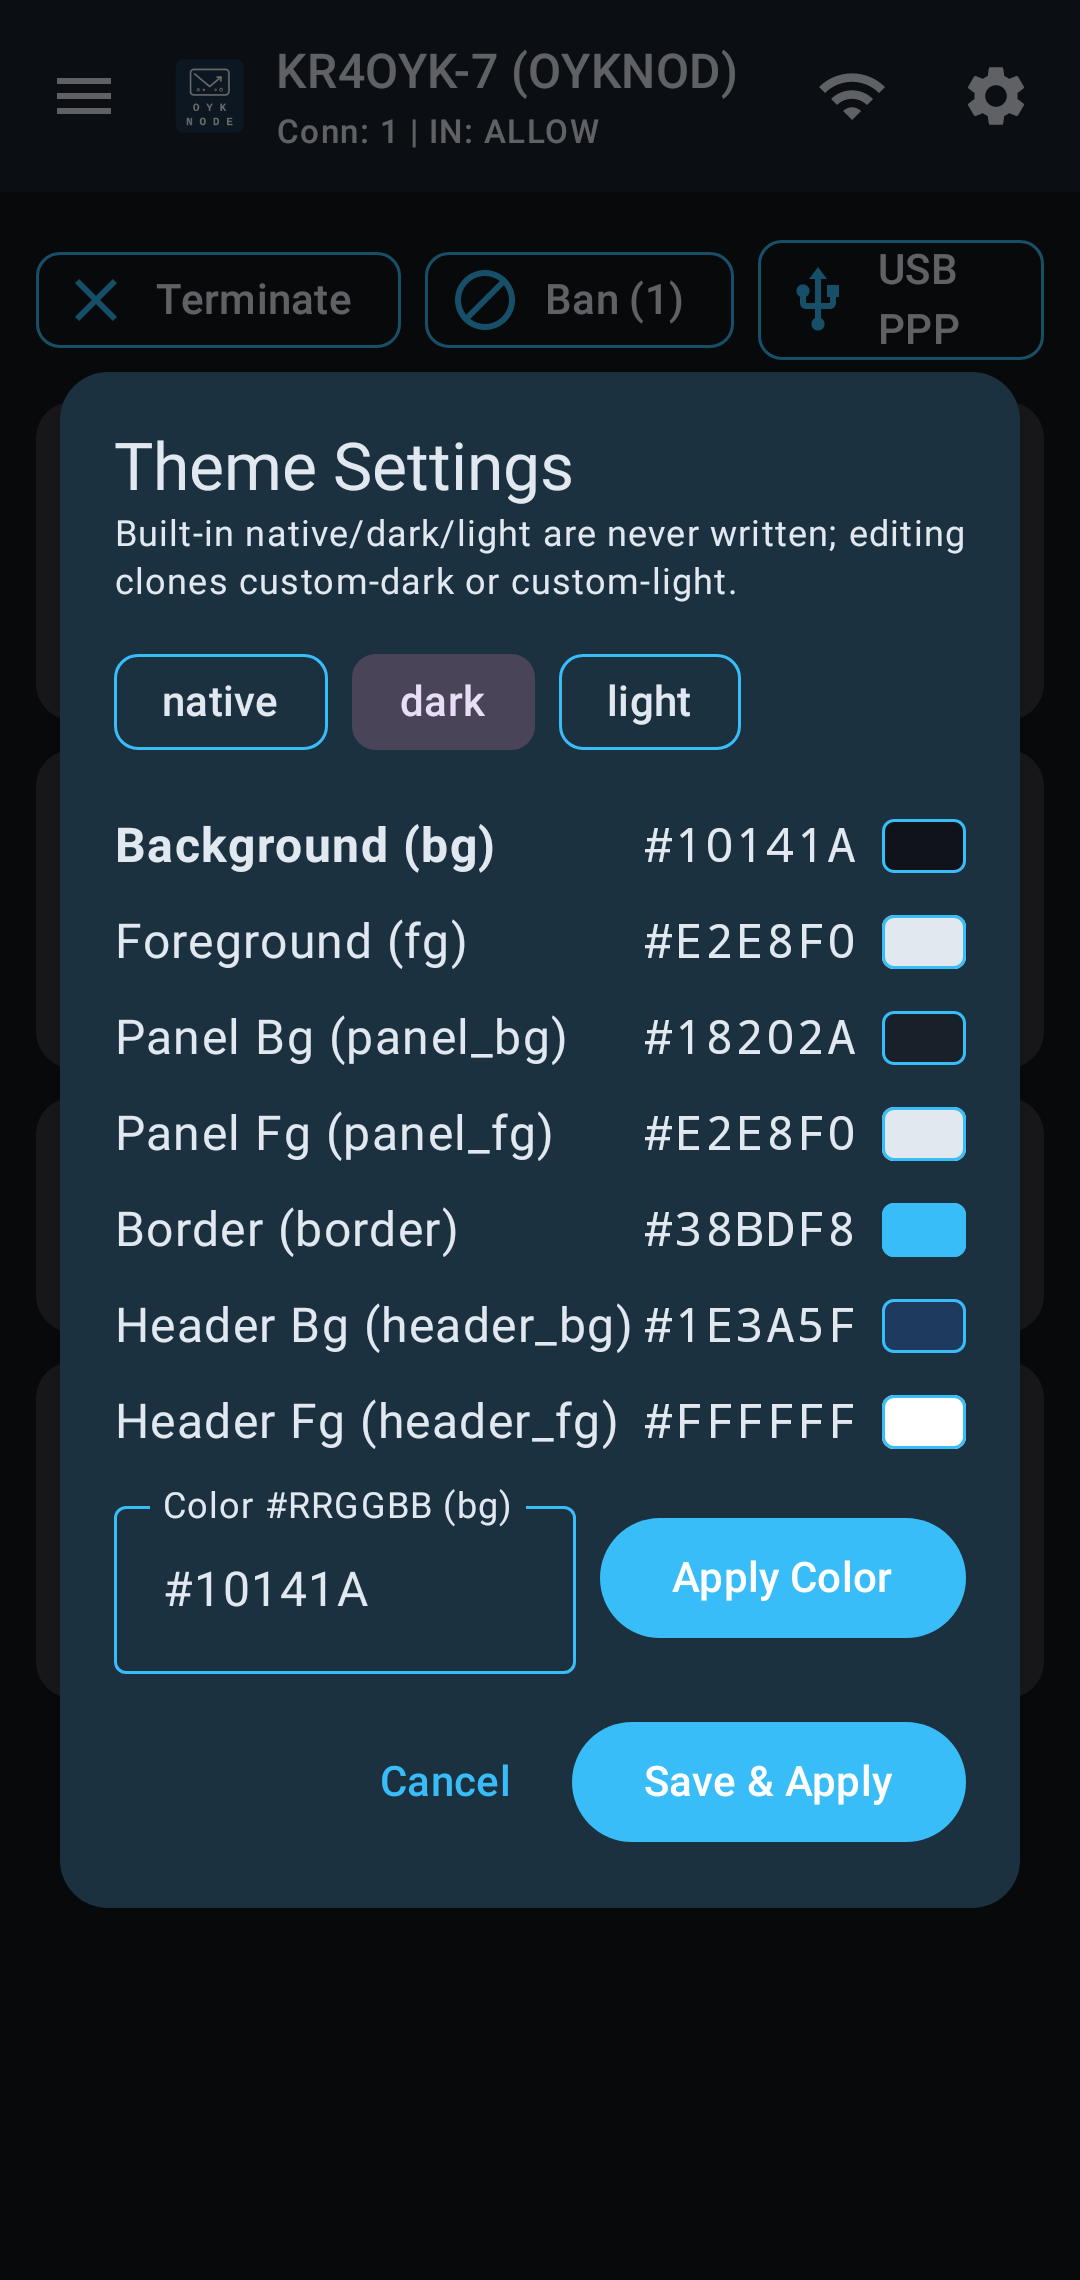 KR4OYK-7 (OYKNOD)
Conn: 1 | IN: ALLOW
O Y K
N O D E
Terminate
Ban (1)
USB
PPP
Theme Settings
Built-in native/dark/light are never written; editing
clones custom-dark or custom-light.
native
dark
light
Background (bg) #10141A
Foreground (fg) #E2E8F0
Panel Bg (panel_bg) #18202A
Panel Fg (panel_fg) #E2E8F0
Border (border) #38BDF8
Header Bg (header_bg) #1E3A5F
Header Fg (header_fg) #FFFFFF
Color #RRGGBB (bg)
#10141A
Apply Color
Cancel
Save & Apply